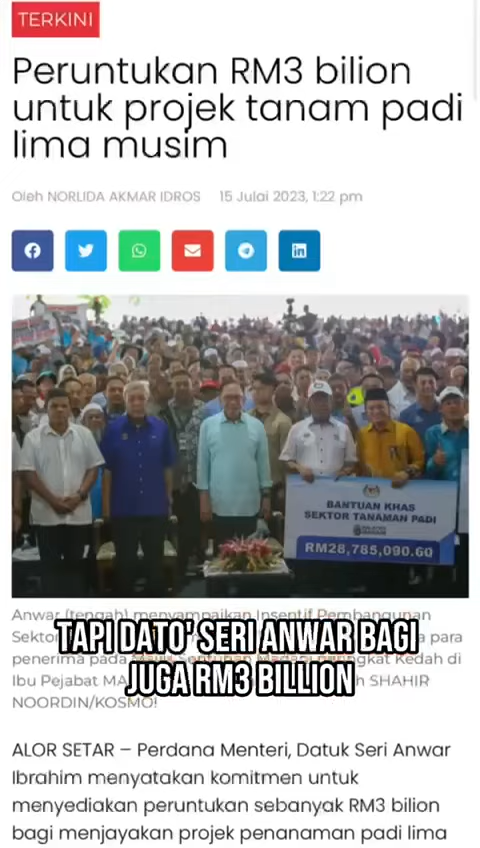 TERKINI
Peruntukan RM3 bilion
untuk projek tanam padi
lima musim
Oleh NORLIDA AKMAR IDROS 15 Julai 2023, 1:22 pm
BANTUAN KHAS
SEKTOR TANAMAN PADI
RM28,785,090.60
Anwar (tengah) menyampaikan Insentif Pembangunan
Sektor para
TAPI DATO' SERI ANWAR BAGI
penerima pada Kedah di
JUGA RM3 BILLION
Ibu Pejabat SHAHIR
NOORDIN/KOSMO!
ALOR SETAR – Perdana Menteri, Datuk Seri Anwar
Ibrahim menyatakan komitmen untuk
menyediakan peruntukan sebanyak RM3 bilion
bagi menjayakan projek penanaman padi lima